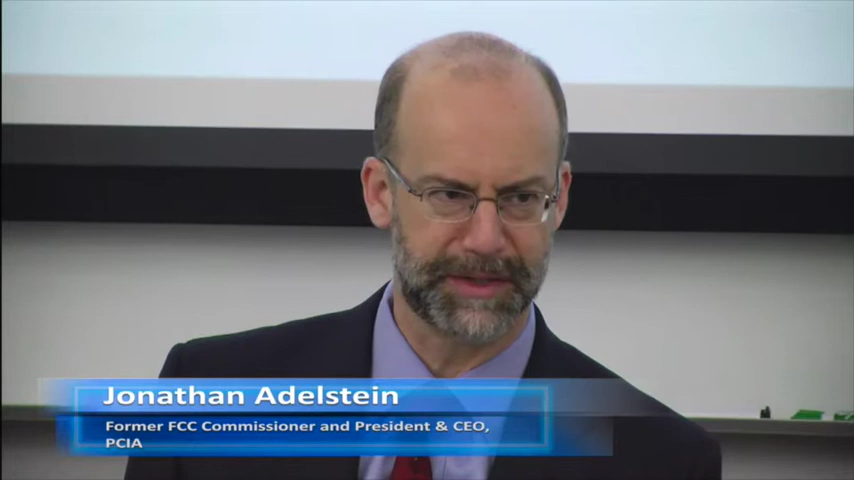 Jonathan Adelstein
Former FCC Commissioner and President & CEO,
PCIA